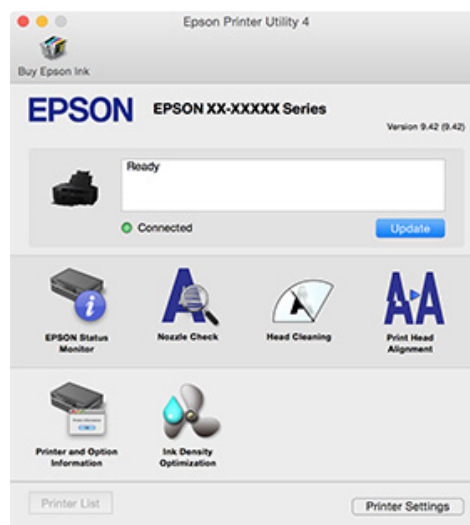 Epson Printer Utility 4
Buy Epson Ink
EPSON
EPSON XX-XXXXX Series
Version 9.42 (9.42)
Ready
Connected
Update
EPSON Status
Monitor
Nozzle Check
Head Cleaning
Print Head
Alignment
Printer and Option
Information
Ink Density
Optimization
Printer List
Printer Settings